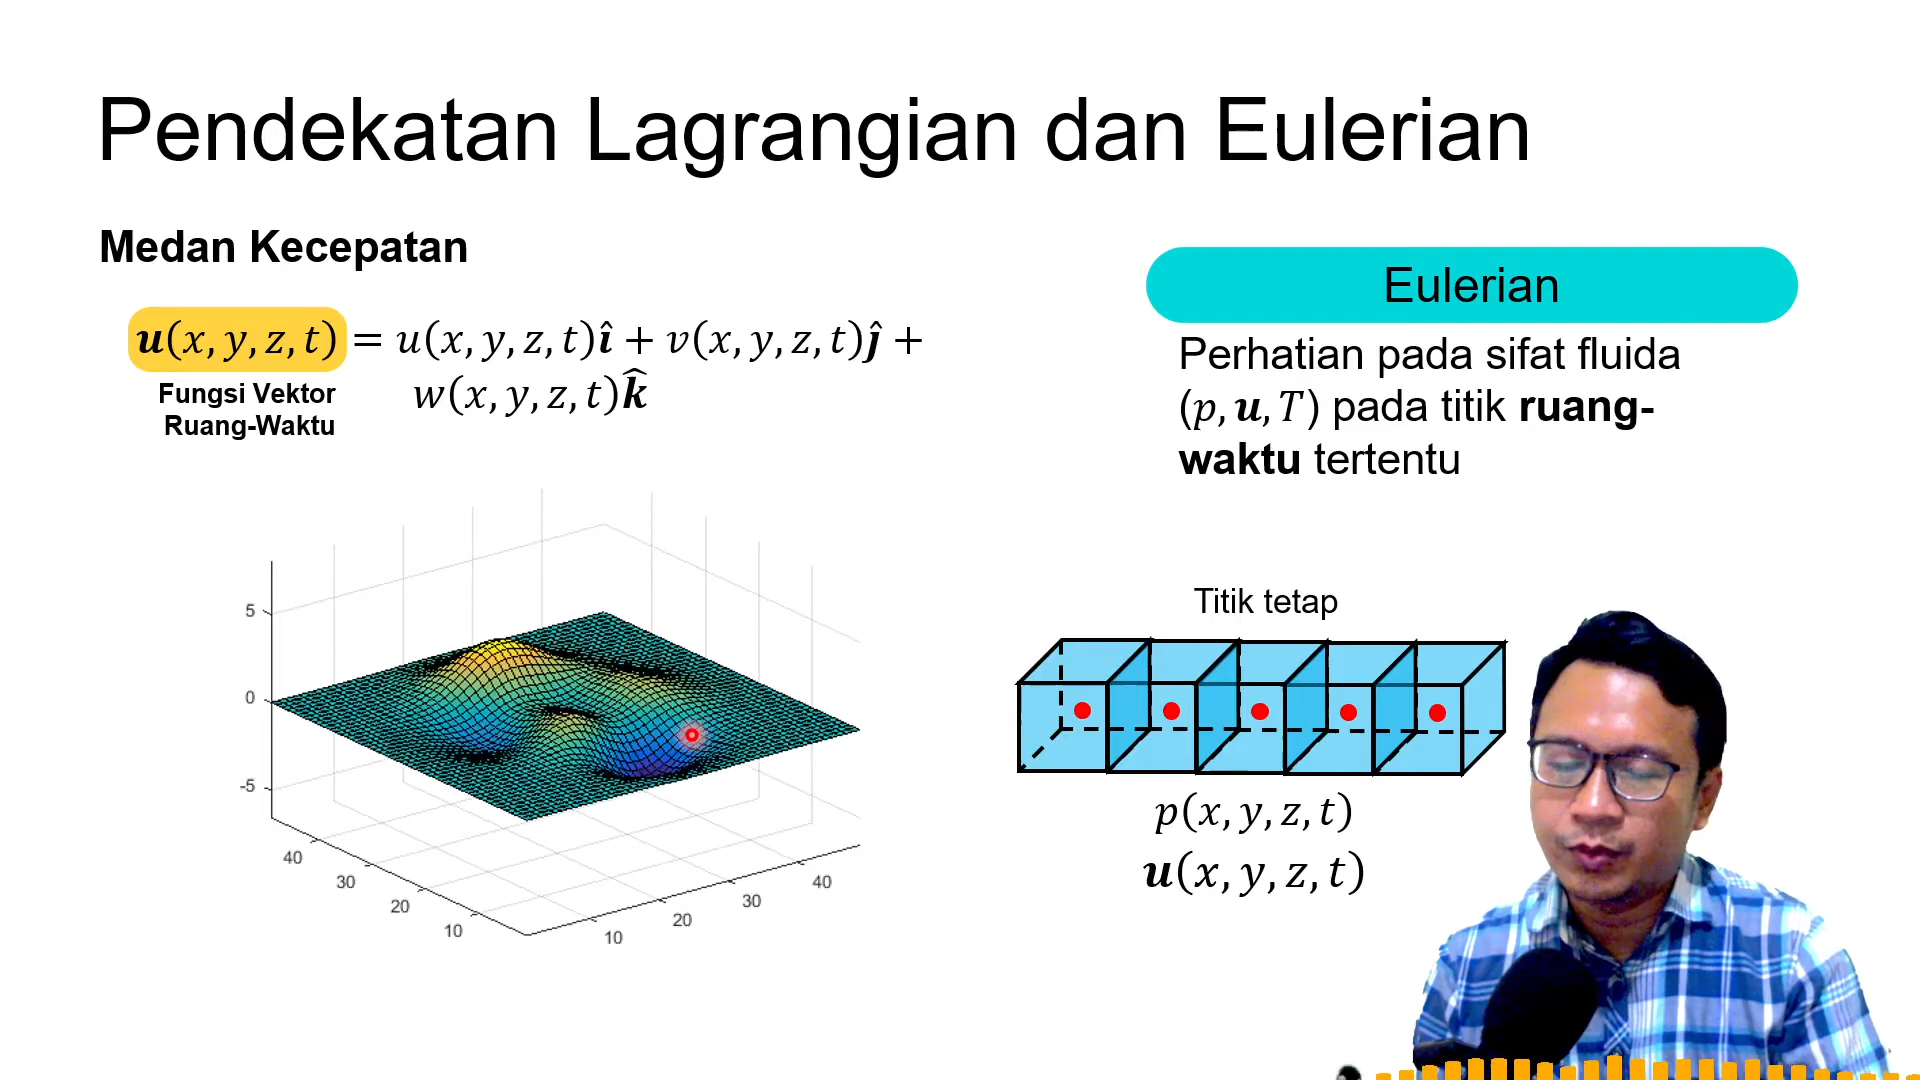 Pendekatan Lagrangian dan Eulerian
Medan Kecepatan
𝒖(x, y, z, t) = u(x, y, z, t)𝒊̂ + v(x, y, z, t)𝒋̂ +
w(x, y, z, t)𝒌̂
Fungsi Vektor
Ruang-Waktu
Eulerian
Perhatian pada sifat fluida
(p, 𝒖, T) pada titik ruang-
waktu tertentu
5
0
-5
40
30
20
10
10
20
30
40
Titik tetap
p(x, y, z, t)
𝒖(x, y, z, t)